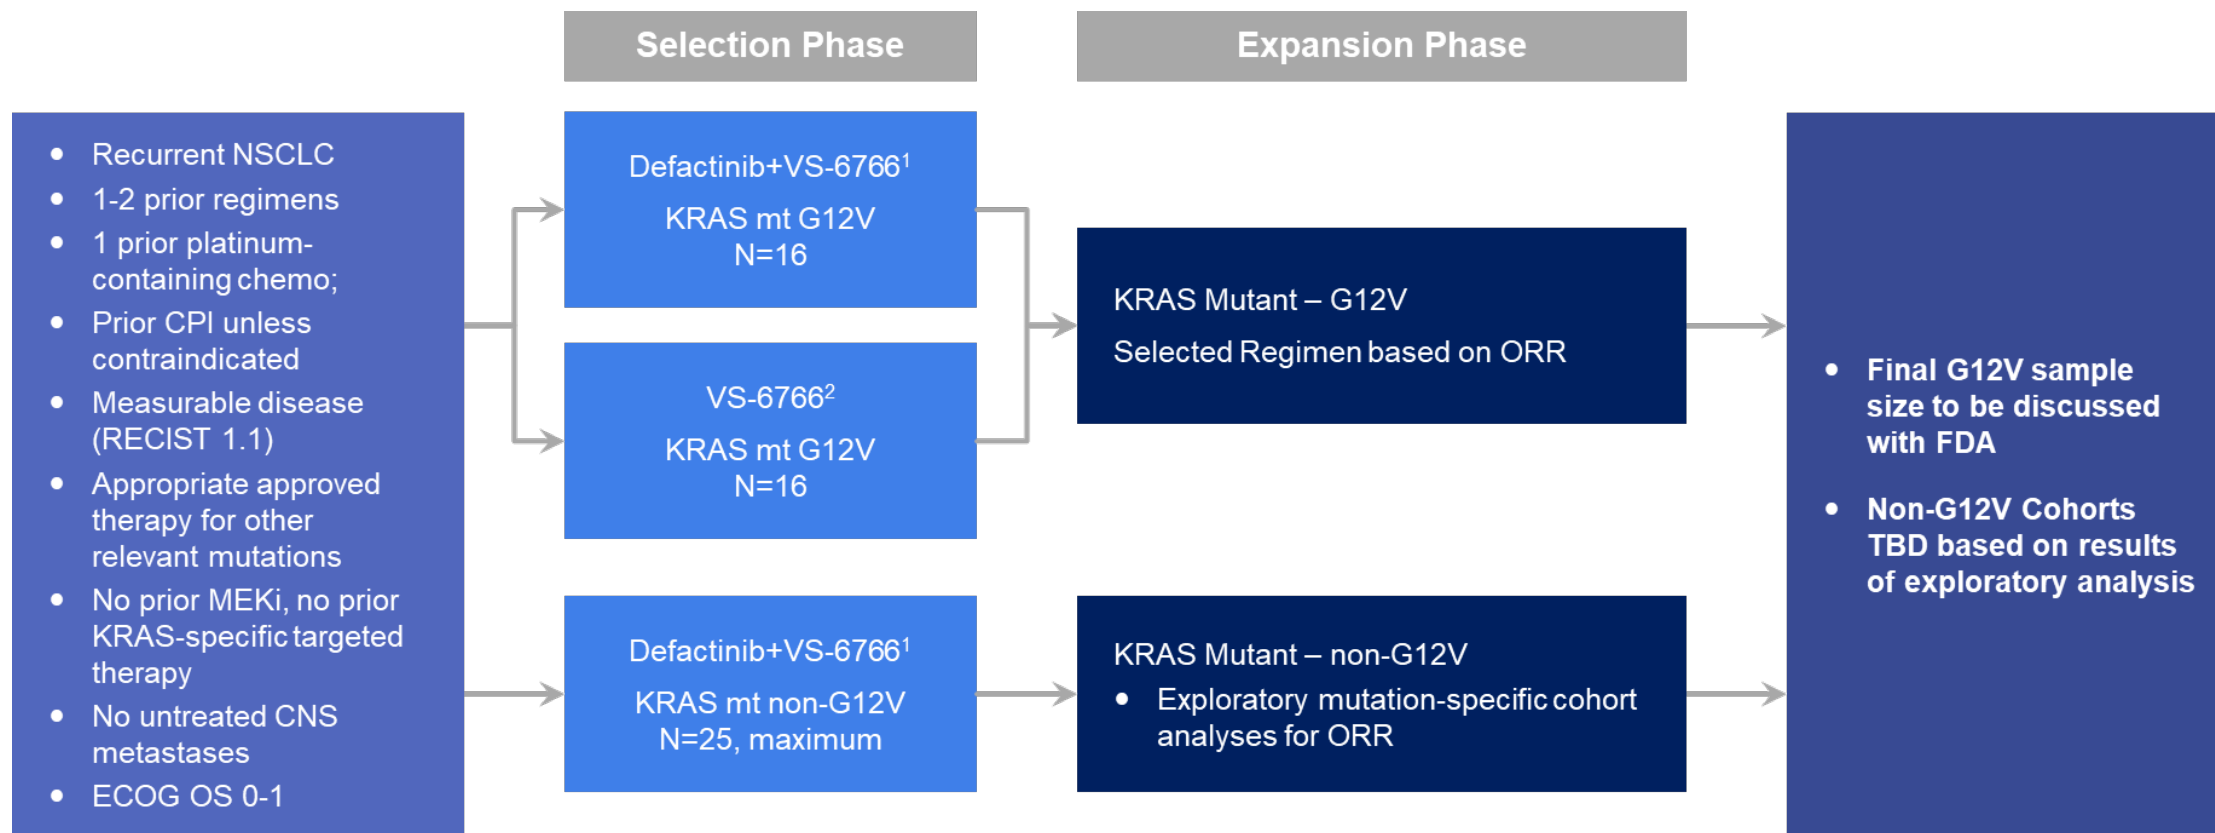 Selection Phase
Expansion Phase
• Recurrent NSCLC
• 1-2 prior regimens
• 1 prior platinum-
containing chemo;
• Prior CPI unless
contraindicated
• Measurable disease
(RECIST 1.1)
• Appropriate approved
therapy for other
relevant mutations
• No prior MEKi, no prior
KRAS-specific targeted
therapy
• No untreated CNS
metastases
• ECOG OS 0-1
Defactinib+VS-6766¹
KRAS mt G12V
N=16
VS-6766²
KRAS mt G12V
N=16
Defactinib+VS-6766¹
KRAS mt non-G12V
N=25, maximum
KRAS Mutant – G12V
Selected Regimen based on ORR
KRAS Mutant – non-G12V
• Exploratory mutation-specific cohort
analyses for ORR
• Final G12V sample
size to be discussed
with FDA
• Non-G12V Cohorts
TBD based on results
of exploratory analysis